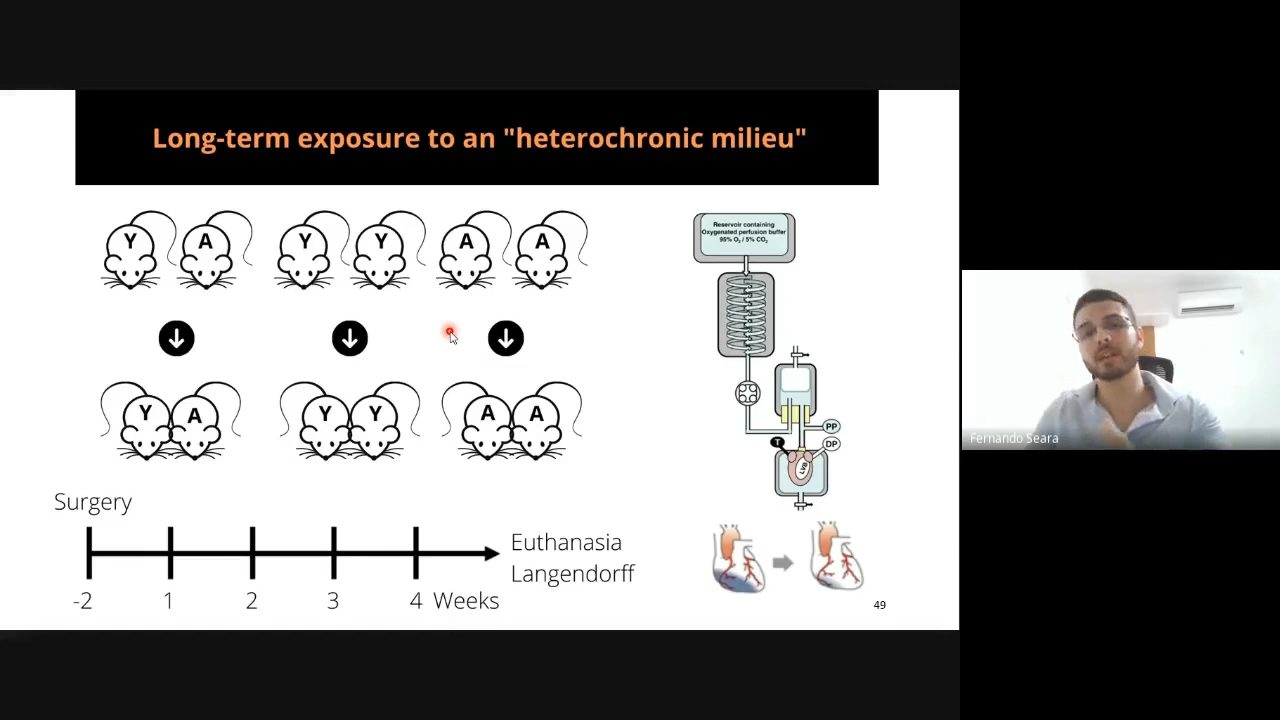 Long-term exposure to an "heterochronic milieu"
Y A Y Y A A
Y A Y Y A A
Surgery
-2 1 2 3 4 Weeks
Euthanasia
Langendorff
Reservoir containing
Oxygenated perfusion buffer
95% O₂ / 5% CO₂
PP
T
DP
LVB
49
Fernando Seara